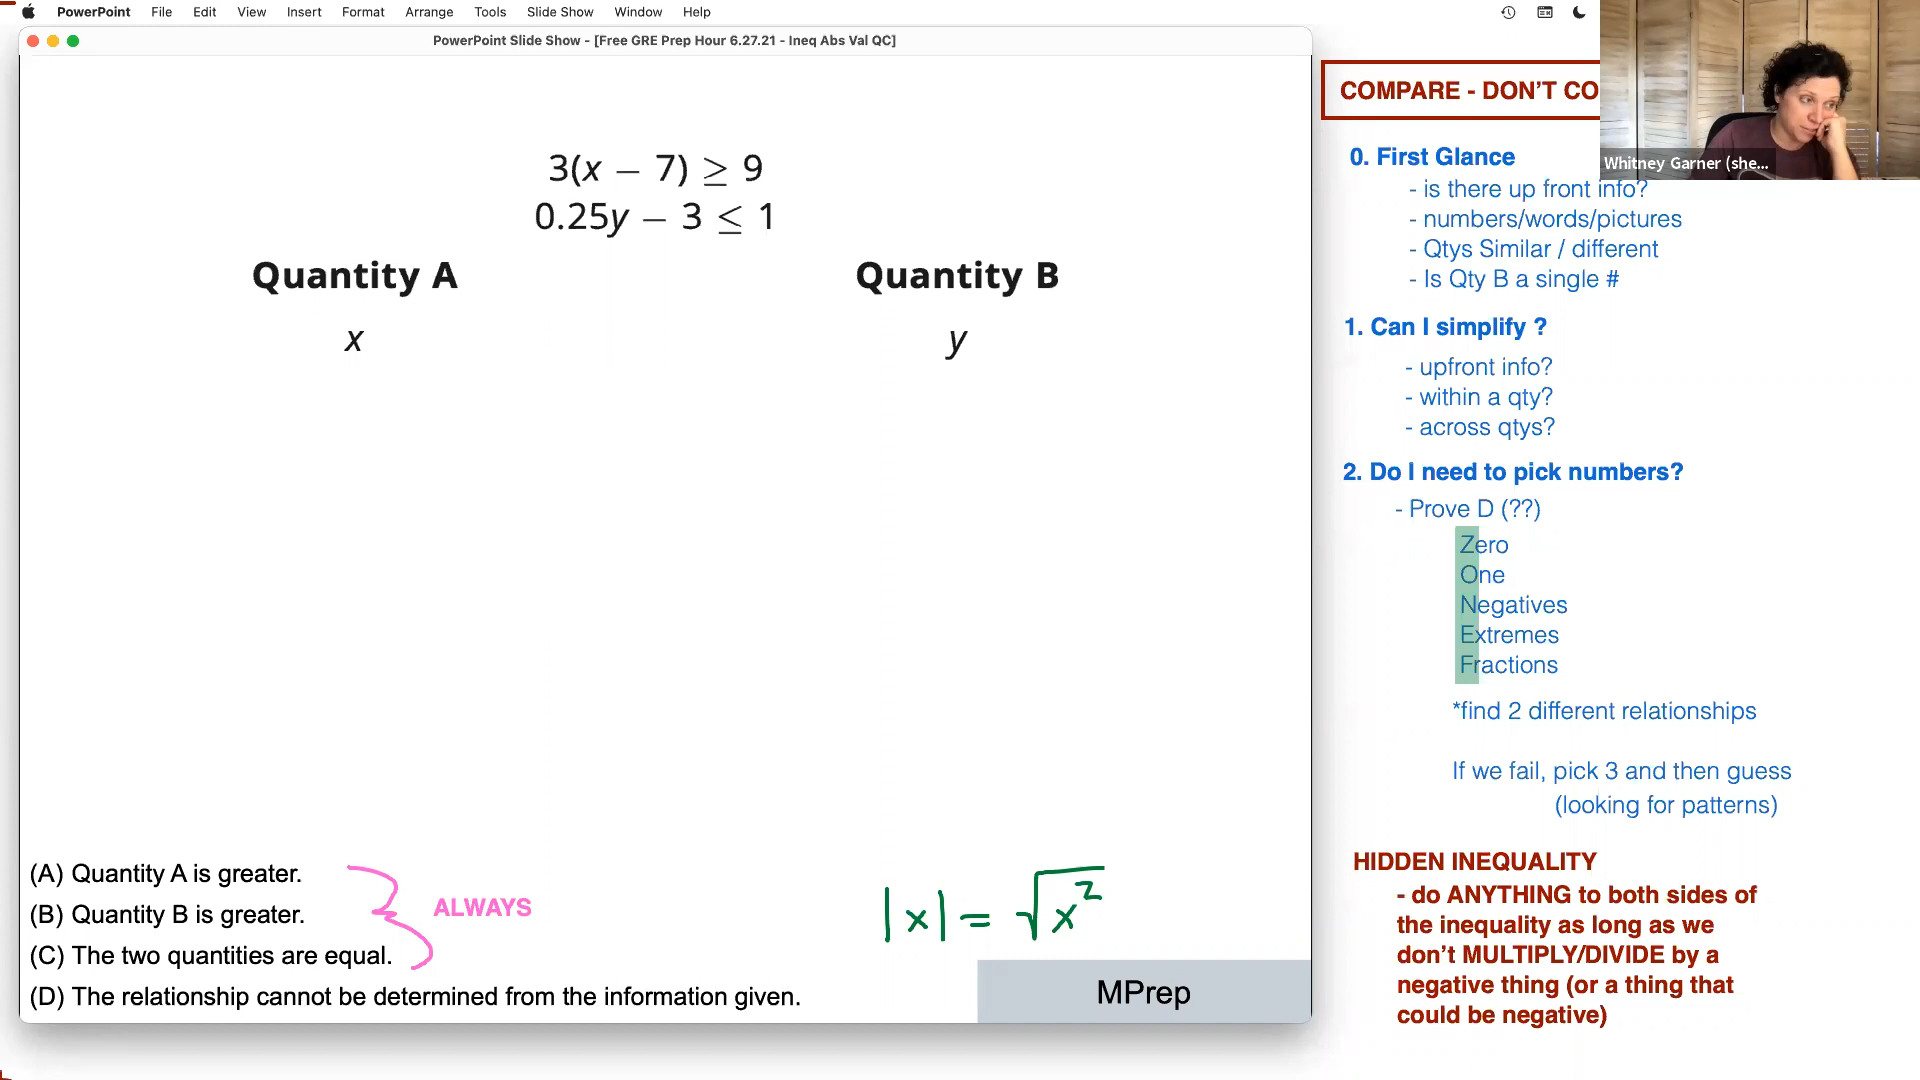 PowerPoint File Edit View Insert Format Arrange Tools Slide Show Window Help
PowerPoint Slide Show - [Free GRE Prep Hour 6.27.21 - Ineq Abs Val QC]
3(x − 7) ≥ 9
0.25y − 3 ≤ 1
Quantity A
Quantity B
x
y
(A) Quantity A is greater.
(B) Quantity B is greater.
(C) The two quantities are equal.
(D) The relationship cannot be determined from the information given.
ALWAYS
|x| = √x²
MPrep
COMPARE - DON'T CO
Whitney Garner (she...
0. First Glance
- is there up front info?
- numbers/words/pictures
- Qtys Similar / different
- Is Qty B a single #
1. Can I simplify ?
- upfront info?
- within a qty?
- across qtys?
2. Do I need to pick numbers?
- Prove D (??)
Zero
One
Negatives
Extremes
Fractions
*find 2 different relationships
If we fail, pick 3 and then guess
(looking for patterns)
HIDDEN INEQUALITY
- do ANYTHING to both sides of
the inequality as long as we
don't MULTIPLY/DIVIDE by a
negative thing (or a thing that
could be negative)